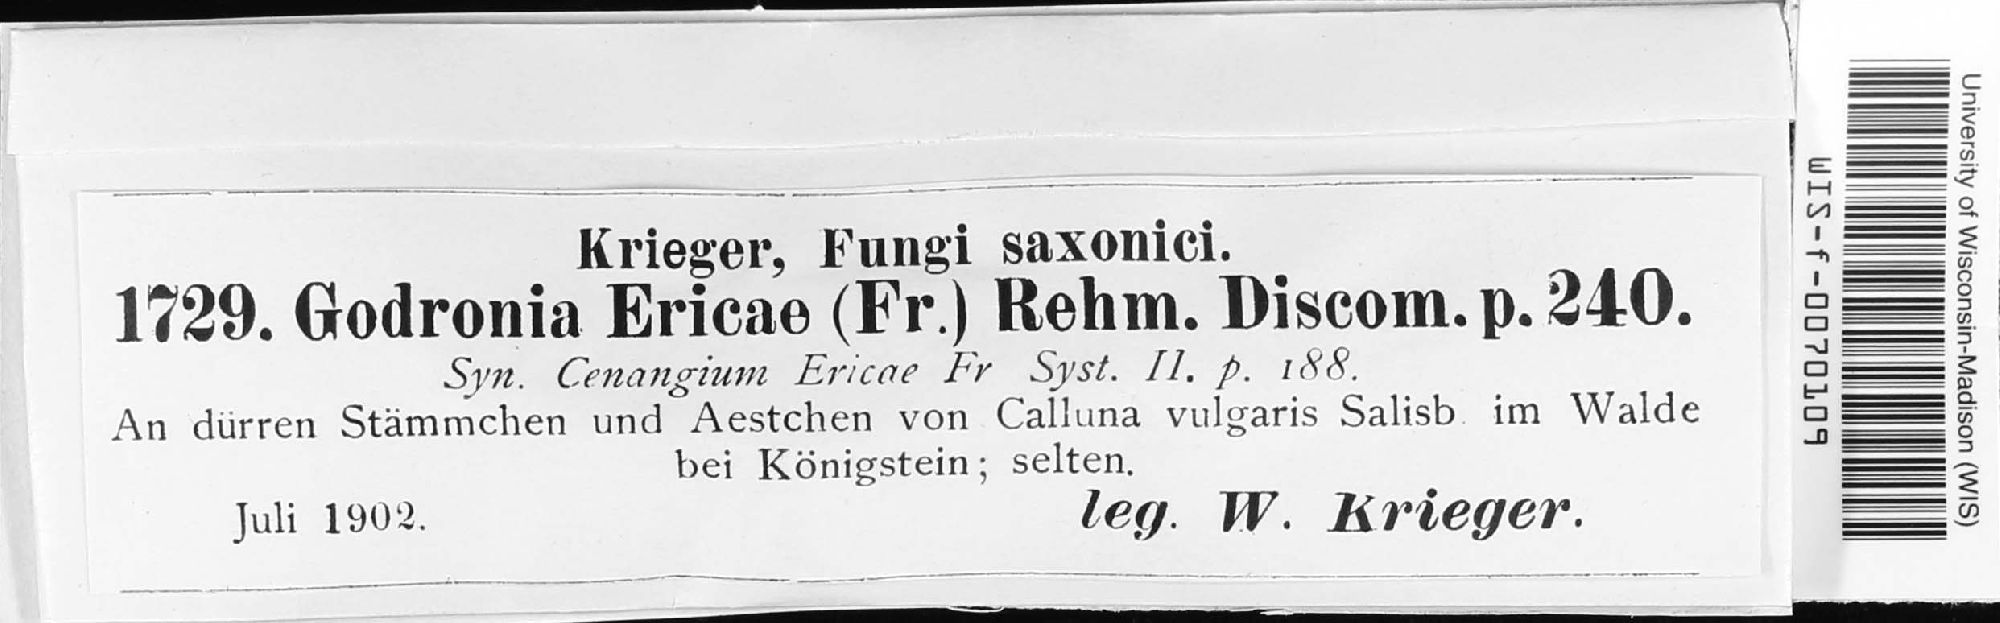 Krieger, Fungi saxonici.
1729. Godronia Ericae (Fr.) Rehm. Discom. p. 240.
Syn. Cenangium Ericae Fr Syst. II. p. 188.
An dürren Stämmchen und Aestchen von Calluna vulgaris Salisb. im Walde
bei Königstein; selten.
Juli 1902. leg. W. Krieger.
WIS-f-0070109
University of Wisconsin-Madison (WIS)